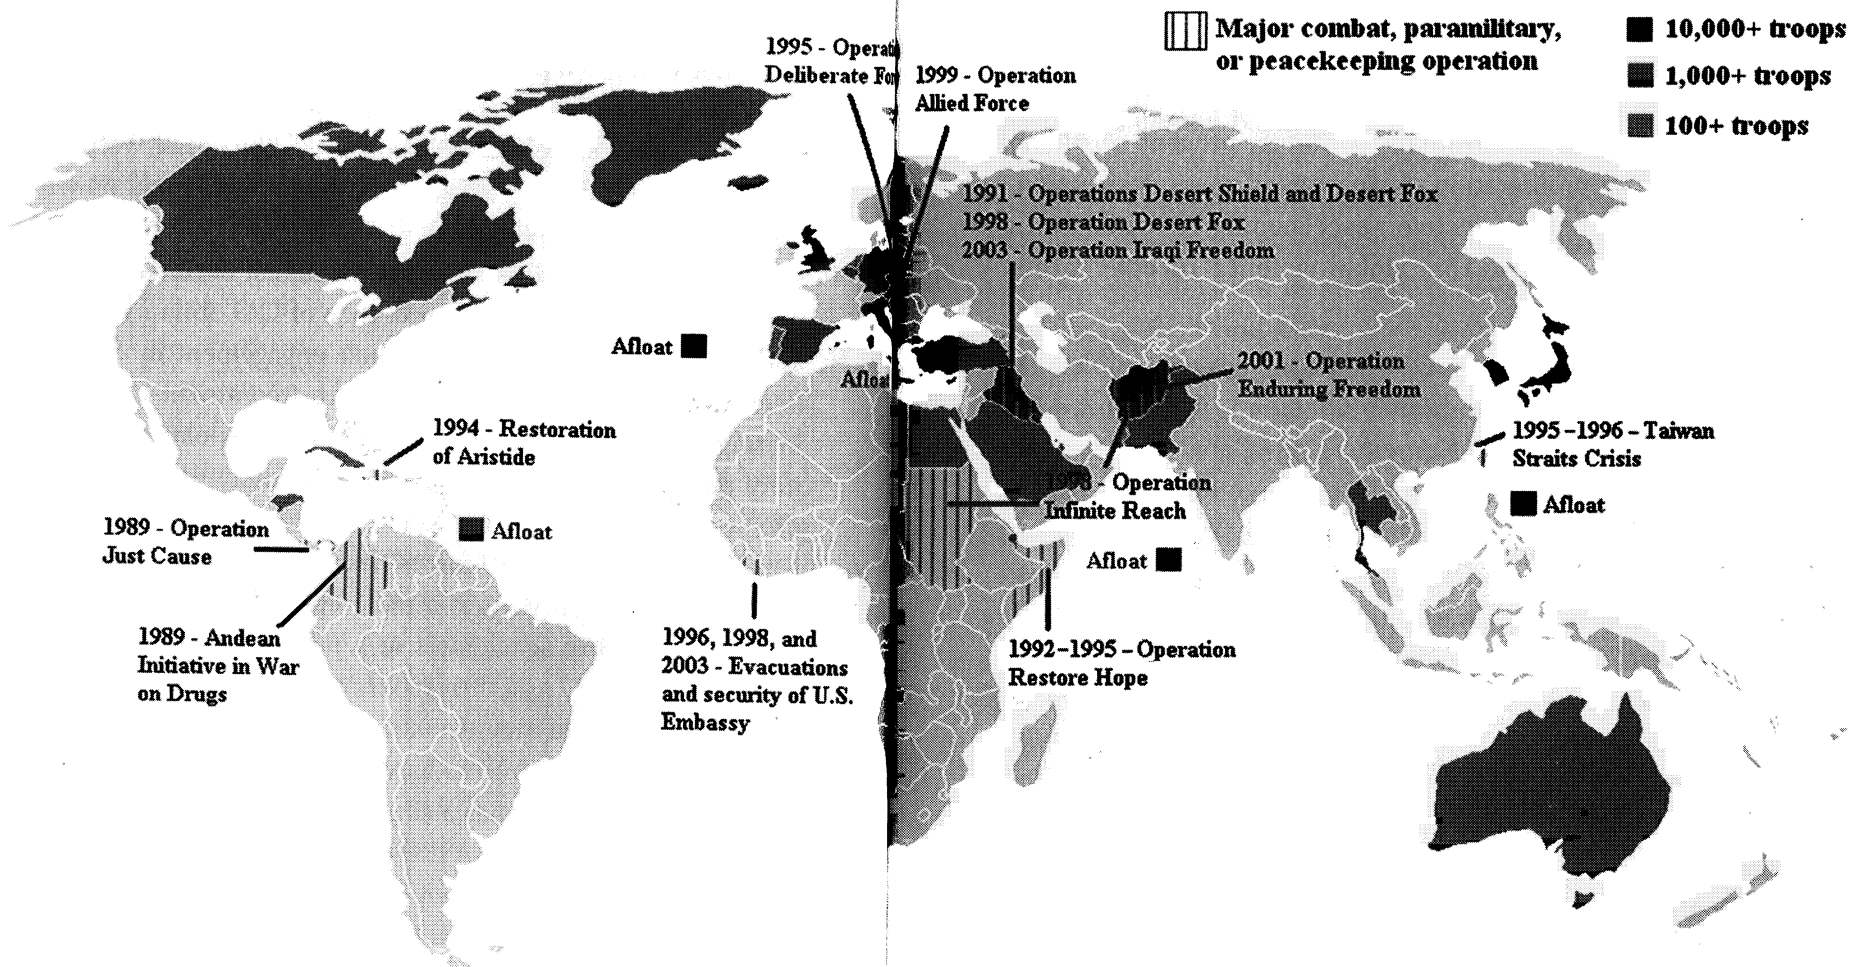 Major combat, paramilitary,
or peacekeeping operation
10,000+ troops
1,000+ troops
100+ troops
1995 - Operati
Deliberate For
1999 - Operation
Allied Force
1991 - Operations Desert Shield and Desert Fox
1998 - Operation Desert Fox
2003 - Operation Iraqi Freedom
Afloat
Afloat
2001 - Operation
Enduring Freedom
1994 - Restoration
of Aristide
1995-1996 - Taiwan
Straits Crisis
1998 - Operation
Infinite Reach
Afloat
1989 - Operation
Just Cause
Afloat
Afloat
1989 - Andean
Initiative in War
on Drugs
1996, 1998, and
2003 - Evacuations
and security of U.S.
Embassy
1992-1995 - Operation
Restore Hope